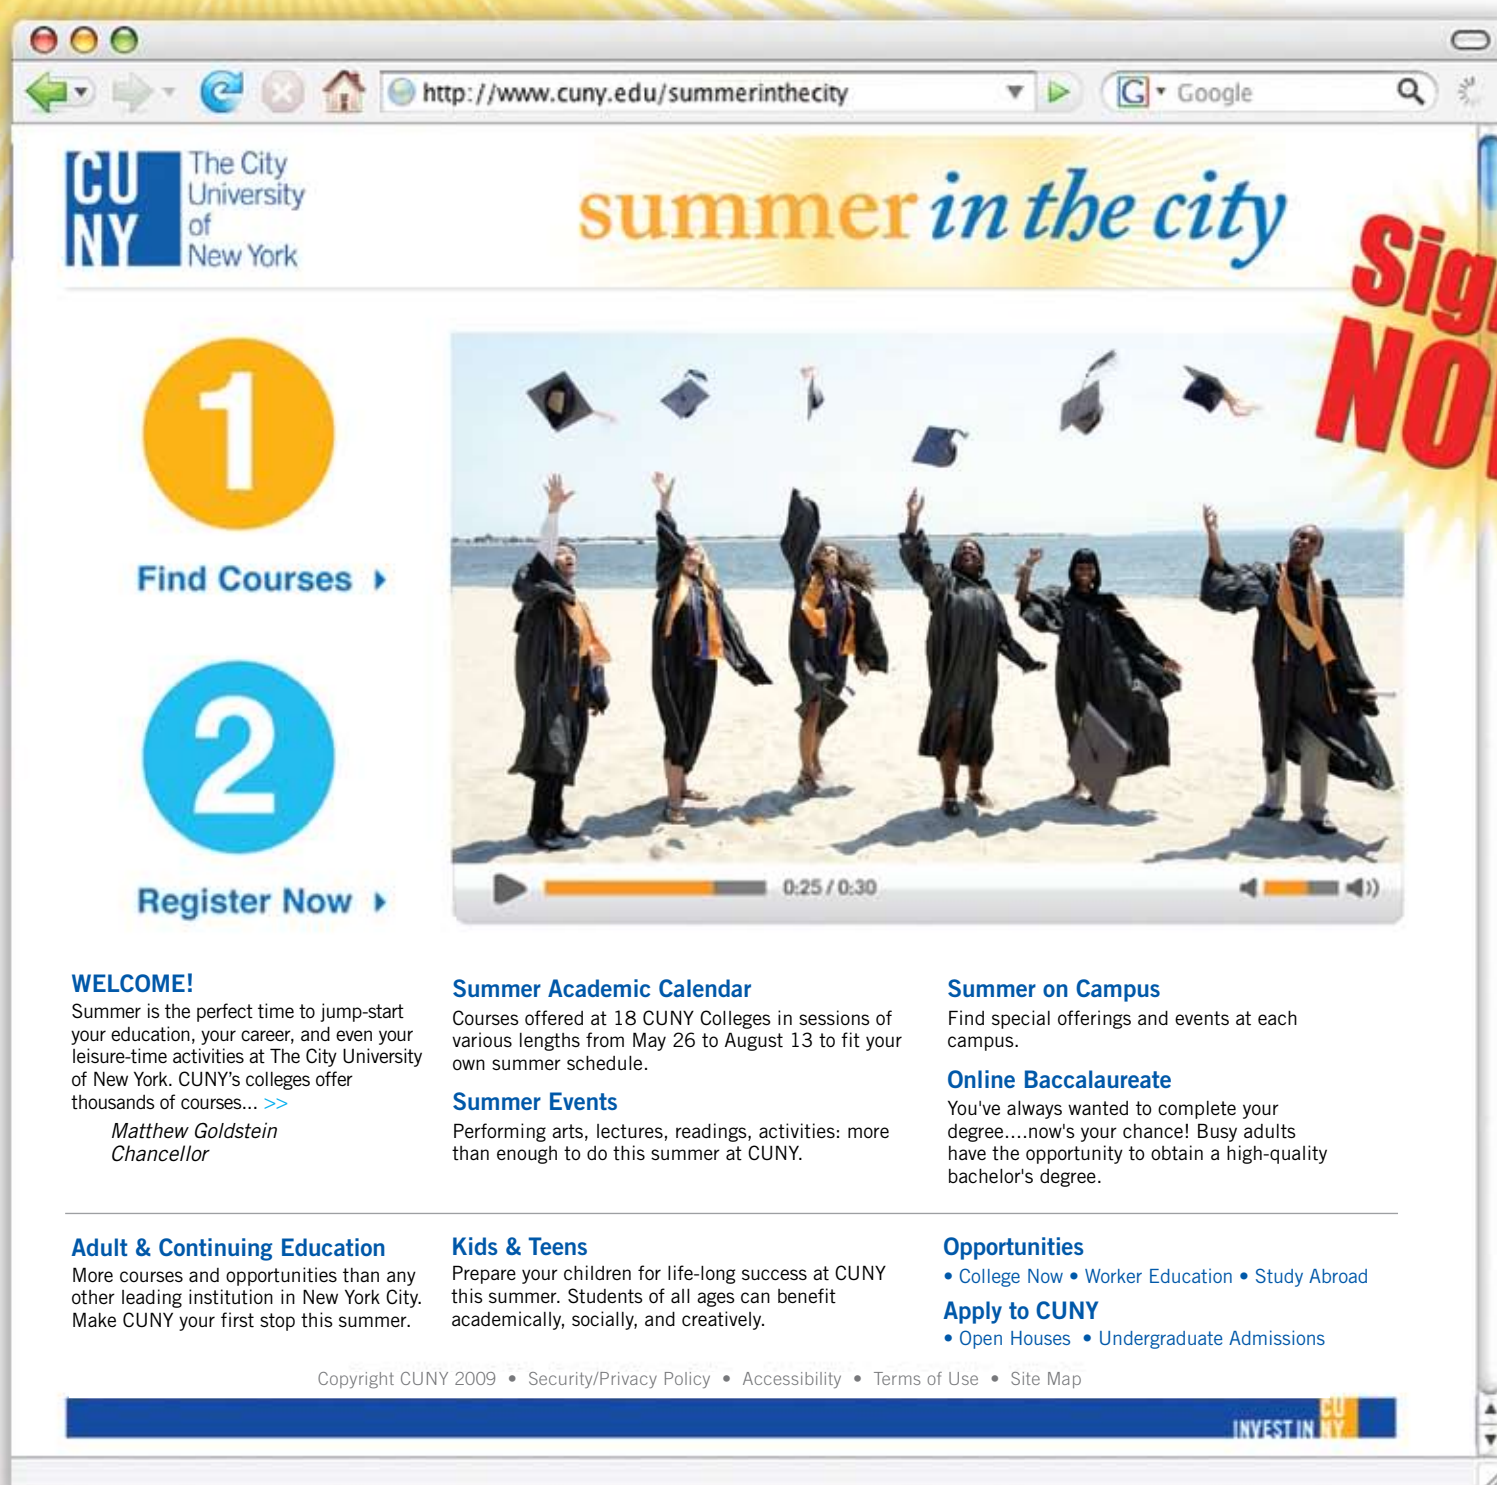 http://www.cuny.edu/summerinthecity
Google
CU
NY
The City
University
of
New York
summer in the city
1
Find Courses
2
Register Now
0:25 / 0:30
WELCOME!
Summer is the perfect time to jump-start
your education, your career, and even your
leisure-time activities at The City University
of New York. CUNY's colleges offer
thousands of courses... >>
Matthew Goldstein
Chancellor
Summer Academic Calendar
Courses offered at 18 CUNY Colleges in sessions of
various lengths from May 26 to August 13 to fit your
own summer schedule.
Summer Events
Performing arts, lectures, readings, activities: more
than enough to do this summer at CUNY.
Summer on Campus
Find special offerings and events at each
campus.
Online Baccalaureate
You've always wanted to complete your
degree....now's your chance! Busy adults
have the opportunity to obtain a high-quality
bachelor's degree.
Adult & Continuing Education
More courses and opportunities than any
other leading institution in New York City.
Make CUNY your first stop this summer.
Kids & Teens
Prepare your children for life-long success at CUNY
this summer. Students of all ages can benefit
academically, socially, and creatively.
Opportunities
• College Now • Worker Education • Study Abroad
Apply to CUNY
• Open Houses • Undergraduate Admissions
Copyright CUNY 2009 • Security/Privacy Policy • Accessibility • Terms of Use • Site Map
INVEST IN CUNY